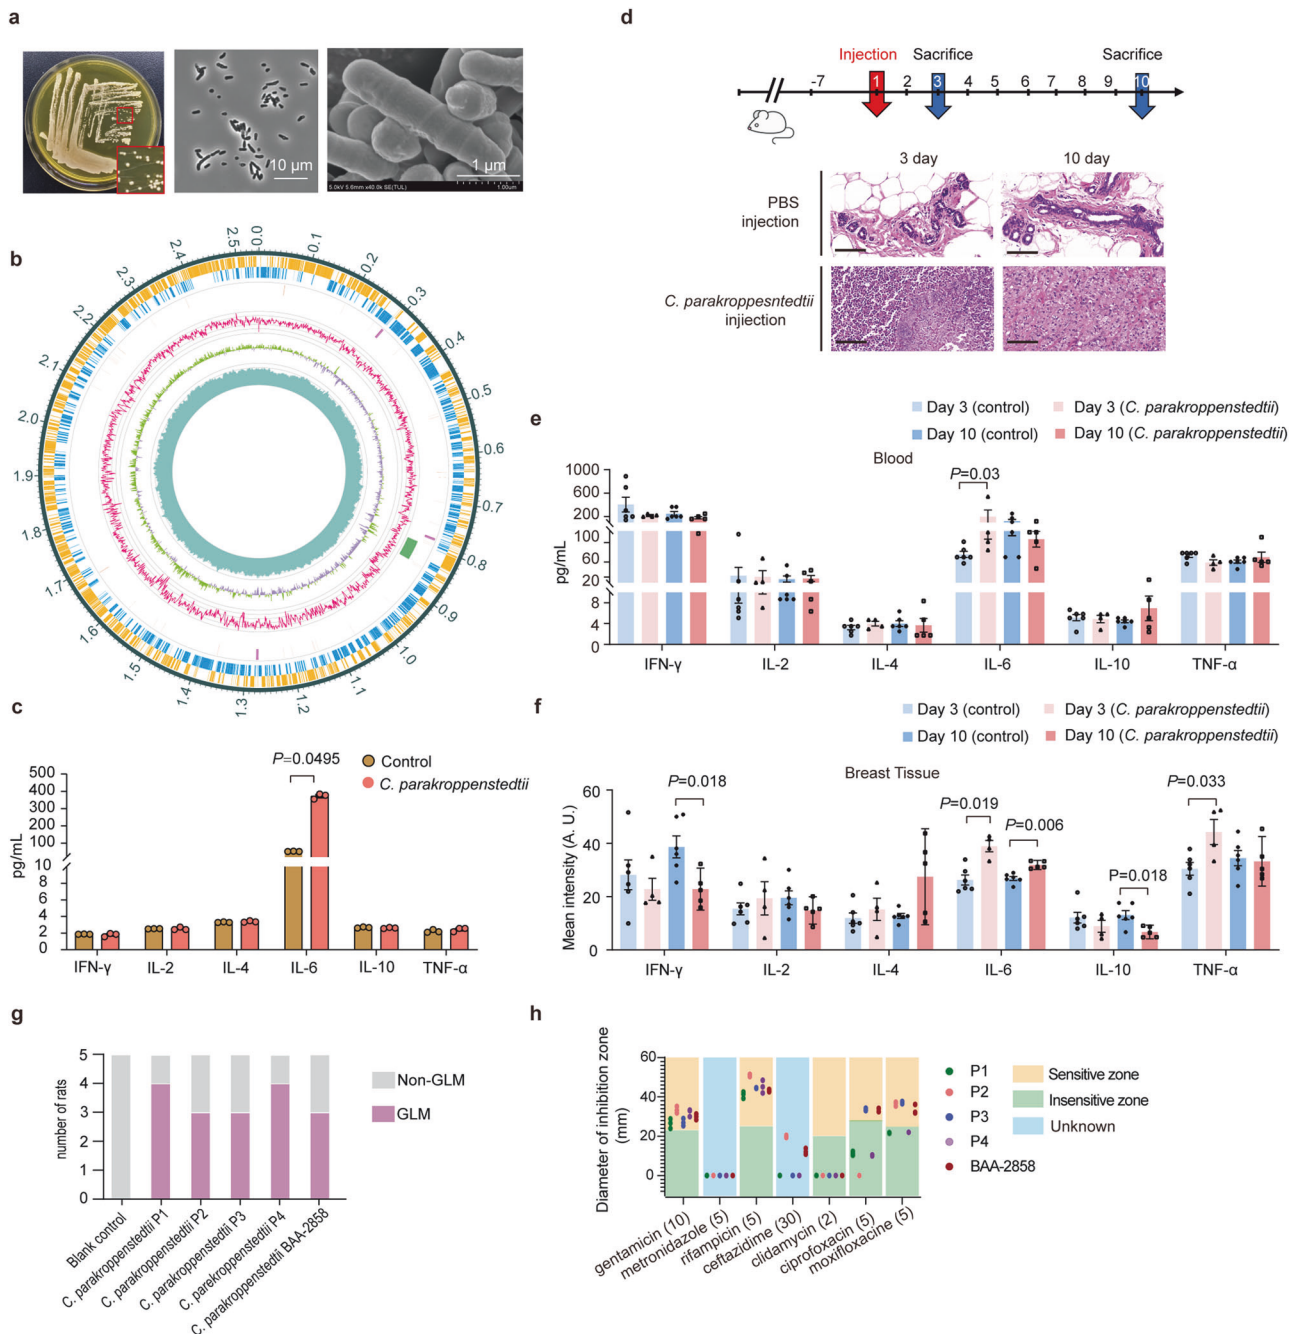 a
10 μm
1 μm
5.0kV 5.6mm x40.0k SE(TUL)
1.00um
b
0.0
0.1
0.2
0.3
0.4
0.5
0.6
0.7
0.8
0.9
1.0
1.1
1.2
1.3
1.4
1.5
1.6
1.7
1.8
1.9
2.0
2.1
2.2
2.3
2.4
2.5
c
P=0.0495
Control
C. parakroppenstedtii
pg/mL
500
400
300
200
100
10
8
6
4
2
0
IFN-γ IL-2 IL-4 IL-6 IL-10 TNF-α
d
Injection Sacrifice Sacrifice
-7 1 2 3 4 5 6 7 8 9 10
3 day 10 day
PBS
injection
C. parakroppesntedtii
injection
e
Day 3 (control) Day 3 (C. parakroppenstedtii)
Day 10 (control) Day 10 (C. parakroppenstedtii)
Blood
P=0.03
pg/mL
1000
600
200
100
60
20
8
4
0
IFN-γ IL-2 IL-4 IL-6 IL-10 TNF-α
f
Day 3 (control) Day 3 (C. parakroppenstedtii)
Day 10 (control) Day 10 (C. parakroppenstedtii)
Breast Tissue
P=0.018
P=0.019
P=0.006
P=0.018
P=0.033
Mean intensity (A. U.)
60
40
20
0
IFN-γ IL-2 IL-4 IL-6 IL-10 TNF-α
g
number of rats
5
4
3
2
1
0
Non-GLM
GLM
Blank control
C. parakroppenstedtii P1
C. parakroppenstedtii P2
C. parakroppenstedtii P3
C. parekroppenstedtii P4
C. parakroppenstedtii BAA-2858
h
Diameter of inhibition zone
(mm)
60
40
20
0
gentamicin (10)
metronidazole (5)
rifampicin (5)
ceftazidime (30)
clidamycin (2)
ciprofoxacin (5)
moxifloxacine (5)
P1
P2
P3
P4
BAA-2858
Sensitive zone
Insensitive zone
Unknown